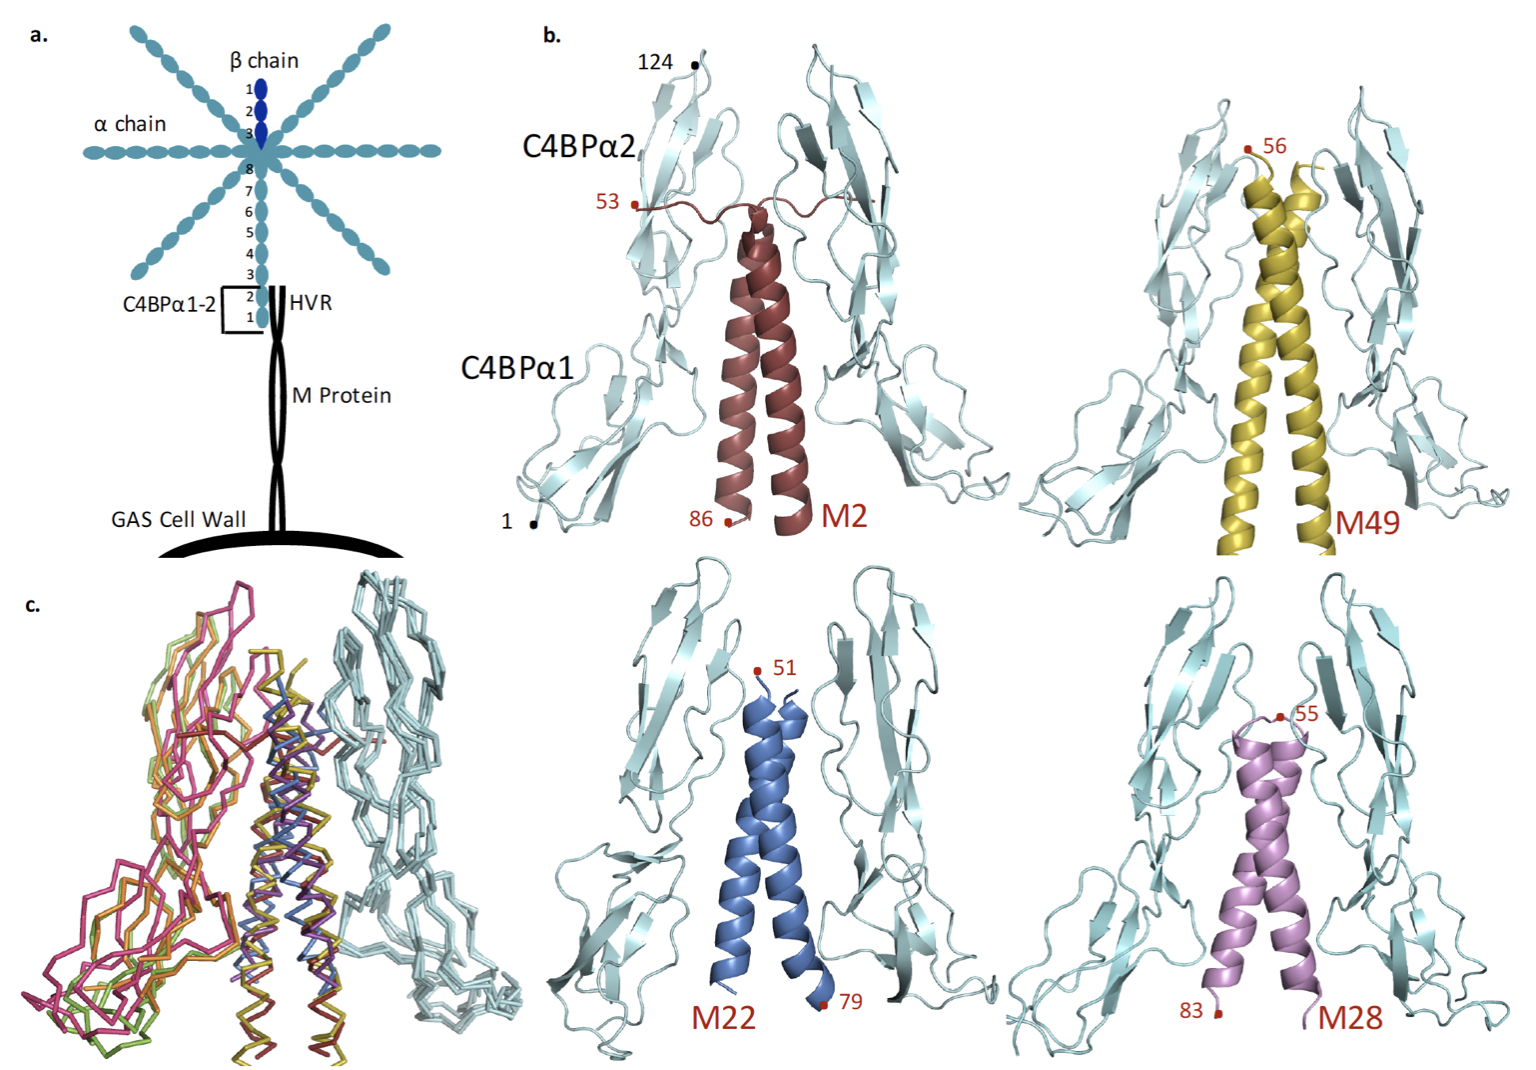 a.
β chain
1
2
3
α chain
8
7
6
5
4
3
2
1
C4BPα1-2
HVR
M Protein
GAS Cell Wall
b.
124
C4BPα2
53
C4BPα1
1
86
M2
56
M49
c.
51
79
M22
55
83
M28